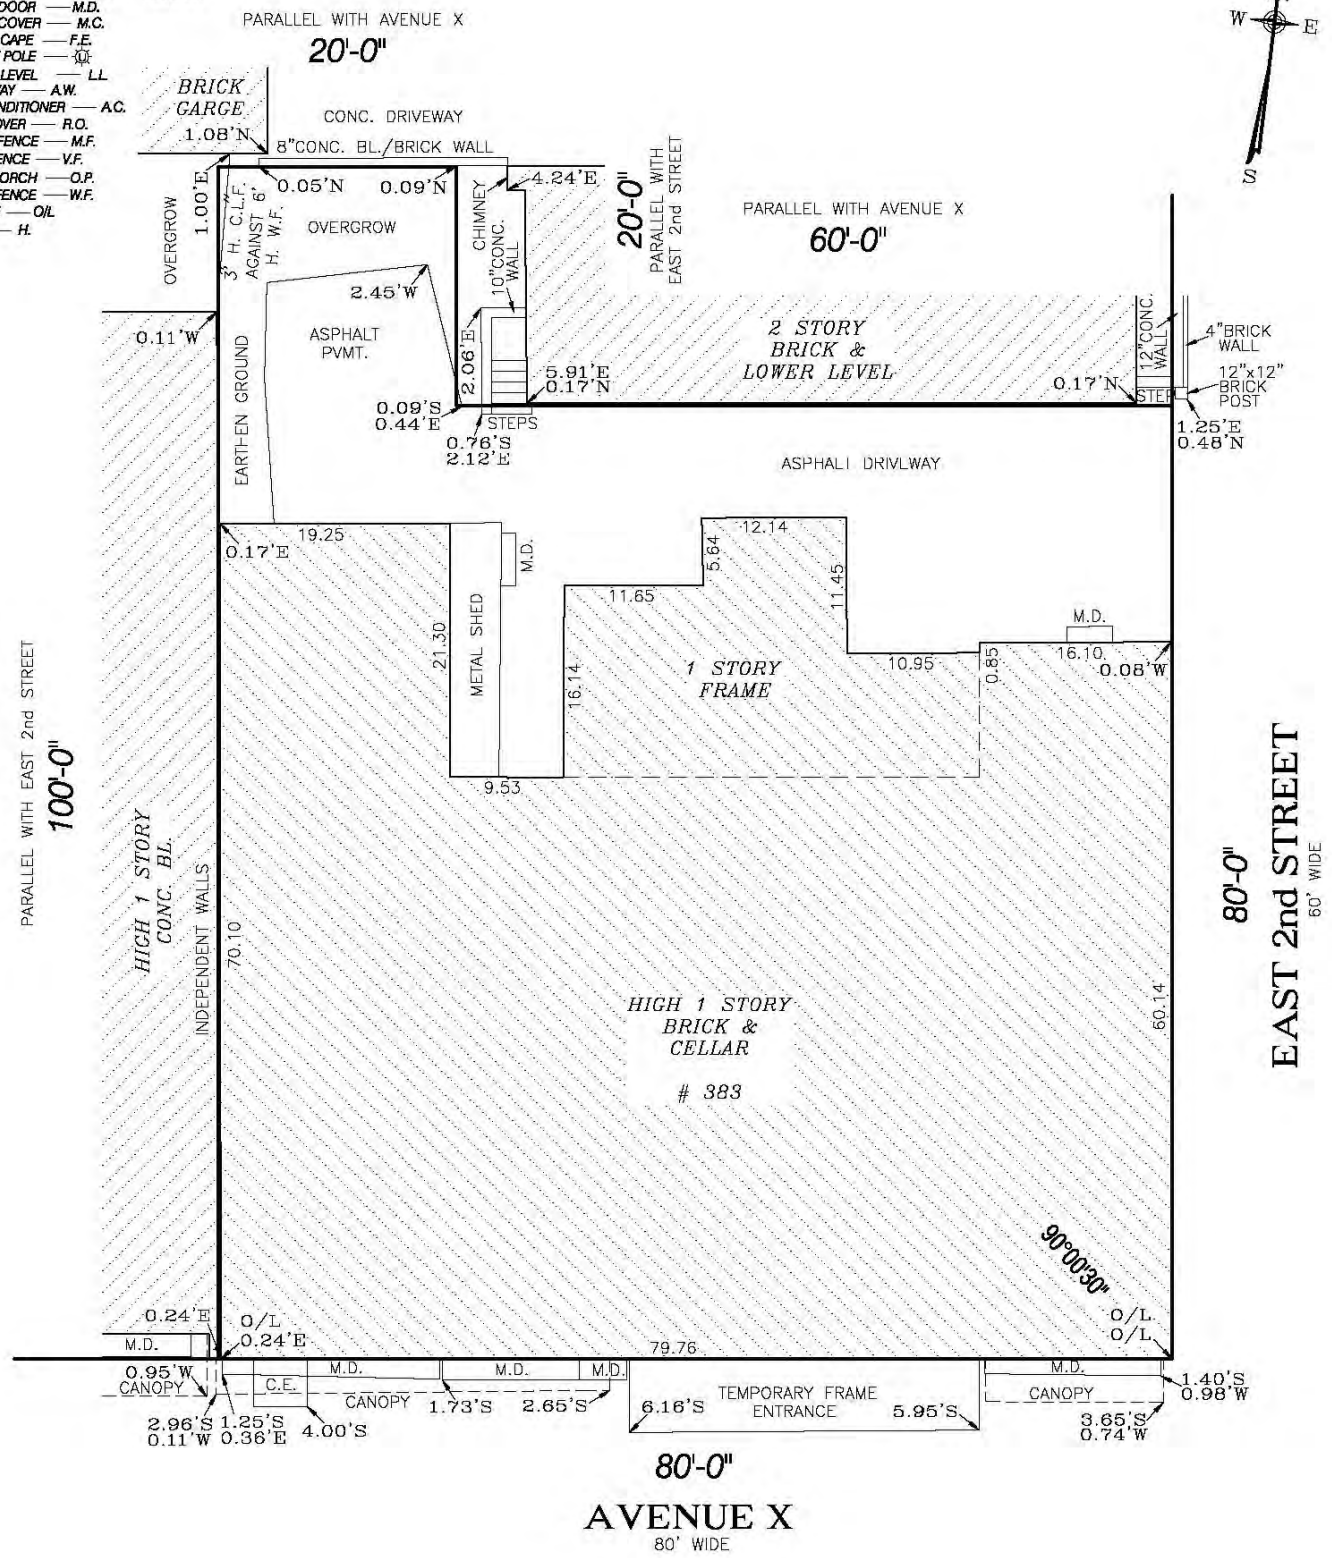 DOOR — M.D.
COVER — M.C.
CAPE — F.E.
POLE —
LEVEL — L.L.
WAY — A.W.
NDITIONER — A.C.
OVER — R.O.
FENCE — M.F.
ENCE — V.F.
ORCH — O.P.
FENCE — W.F.
— O/L
— H.
W E
S
PARALLEL WITH AVENUE X
20'-0"
BRICK
GARGE
1.08'N
CONC. DRIVEWAY
8"CONC. BL./BRICK WALL
1.00'E
0.05'N
0.09'N
4.24'E
OVERGROW
3' H. C.L.F.
AGAINST 6'
H. W.F.
OVERGROW
CHIMNEY
10"CONC.
WALL
20'-0"
PARALLEL WITH
EAST 2nd STREET
PARALLEL WITH AVENUE X
60'-0"
2.45'W
0.11'W
ASPHALT
PVMT.
2.06'E
2 STORY
BRICK &
LOWER LEVEL
12"CONC.
WALL
4"BRICK
WALL
12"x12"
BRICK
POST
5.91'E
0.17'N
0.17'N
STEP
EARTHEN GROUND
0.09'S
0.44'E
STEPS
0.76'S
2.12'E
1.25'E
0.48'N
ASPHALT DRIVEWAY
0.17'E
19.25
M.D.
12.14
5.64
11.45
11.65
21.30
METAL SHED
16.14
1 STORY
FRAME
10.95
0.85
M.D.
16.10
0.08'W
9.53
PARALLEL WITH EAST 2nd STREET
100'-0"
HIGH 1 STORY
CONC. BL.
INDEPENDENT WALLS
70.10
HIGH 1 STORY
BRICK &
CELLAR
# 383
60.14
80'-0"
EAST 2nd STREET
60' WIDE
90°00'30"
0.24'E
O/L
0.24'E
O/L
O/L
79.76
M.D.
M.D.
M.D.
M.D.
M.D.
0.95'W
CANOPY
C.E.
CANOPY
1.73'S
2.65'S
6.16'S
TEMPORARY FRAME
ENTRANCE
5.95'S
CANOPY
1.40'S
0.98'W
2.96'S
0.11'W
1.25'S
0.36'E
4.00'S
3.65'S
0.74'W
80'-0"
AVENUE X
80' WIDE